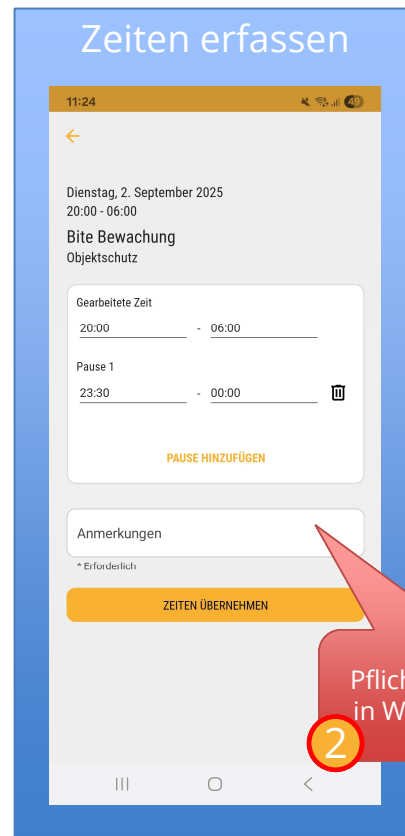 Zeiten erfassen
11:24
49
Dienstag, 2. September 2025
20:00 - 06:00
Bite Bewachung
Objektschutz
Gearbeitete Zeit
20:00 - 06:00
Pause 1
23:30 - 00:00
PAUSE HINZUFÜGEN
Anmerkungen
* Erforderlich
ZEITEN ÜBERNEHMEN
Pflich
in W
2